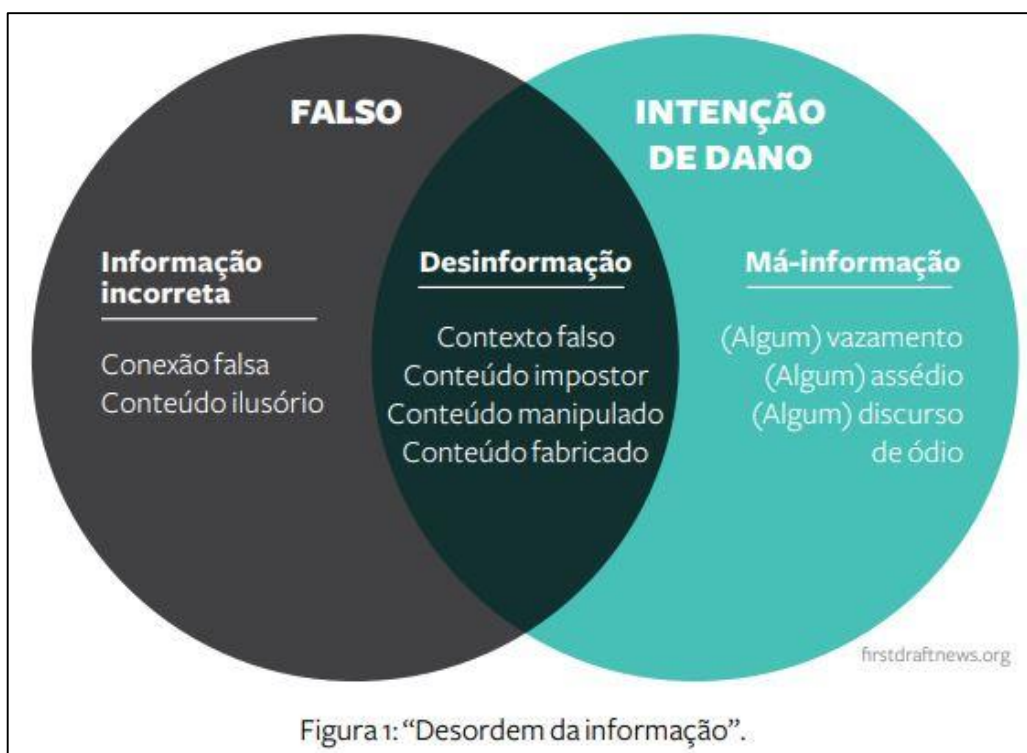 FALSO
INTENÇÃO
DE DANO
Informação
incorreta
Conexão falsa
Conteúdo ilusório
Desinformação
Contexto falso
Conteúdo impostor
Conteúdo manipulado
Conteúdo fabricado
Má-informação
(Algum) vazamento
(Algum) assédio
(Algum) discurso
de ódio
firstdraftnews.org
Figura 1: “Desordem da informação”.